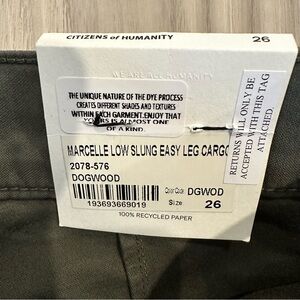 CITIZENS of HUMANITY 26
WE ARE ALL HUMANITY
THE UNIQUE NATURE OF THE DYE PROCESS
CREATES DIFFERENT SHADES AND TEXTURES
WITHIN EACH GARMENT.ENJOY THAT
YOURS IS ALMOST ONE
OF A KIND.
RETURNS WILL ONLY BE
ACCEPTED WITH THIS TAG
ATTACHED
MARCELLE LOW SLUNG EASY LEG CARGO
2078-576
DOGWOOD
Color Code: DGWOD
193693669019 Size 26
100% RECYCLED PAPER